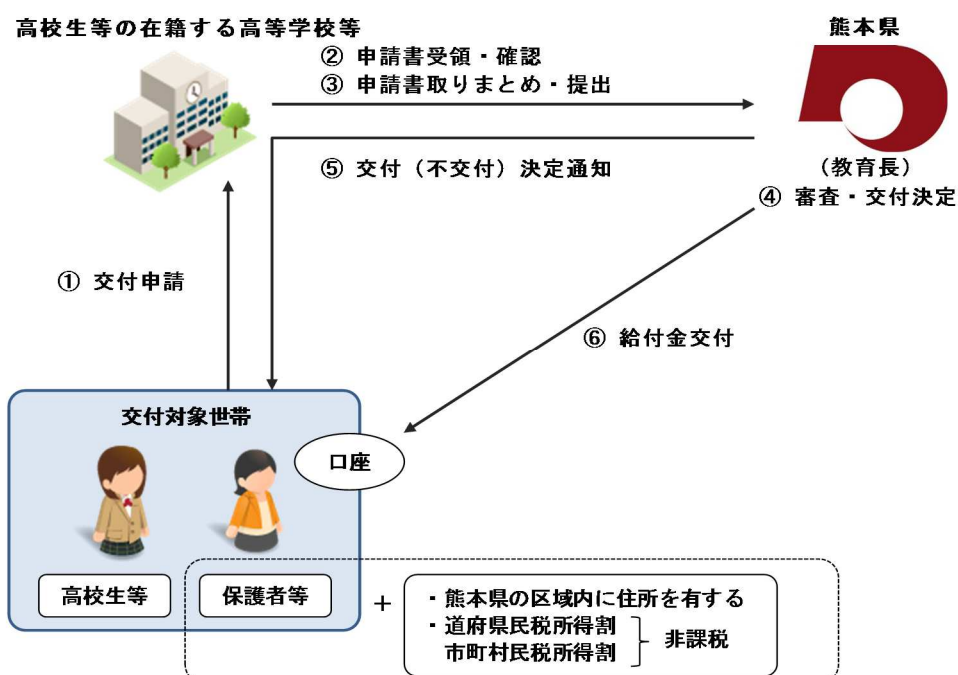 高校生等の在籍する高等学校等
熊本県
② 申請書受領・確認
③ 申請書取りまとめ・提出
⑤ 交付（不交付）決定通知
（教育長）
④ 審査・交付決定
① 交付申請
⑥ 給付金交付
交付対象世帯
口座
高校生等
保護者等
+
・熊本県の区域内に住所を有する
・道府県民税所得割
市町村民税所得割
非課税